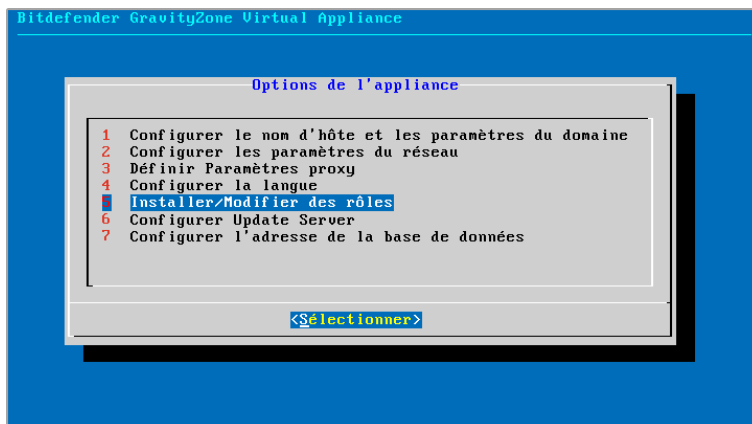 Bitdefender GravityZone Virtual Appliance
Options de l'appliance
1 Configurer le nom d'hôte et les paramètres du domaine
2 Configurer les paramètres du réseau
3 Définir Paramètres proxy
4 Configurer la langue
5 Installer/Modifier des rôles
6 Configurer Update Server
7 Configurer l'adresse de la base de données
<Sélectionner>